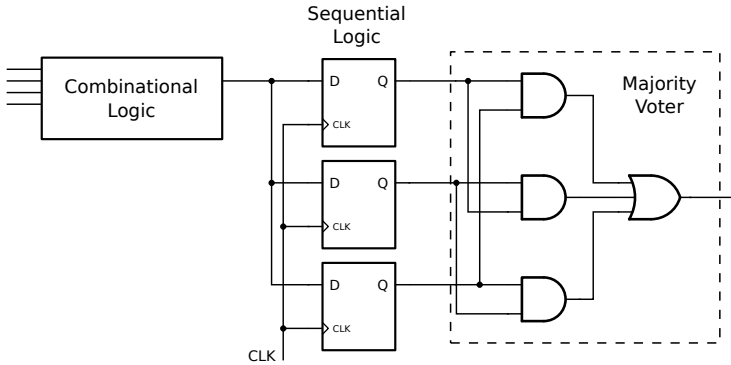 Sequential
Logic
Combinational
Logic
D Q
CLK
D Q
CLK
D Q
CLK
CLK
Majority
Voter